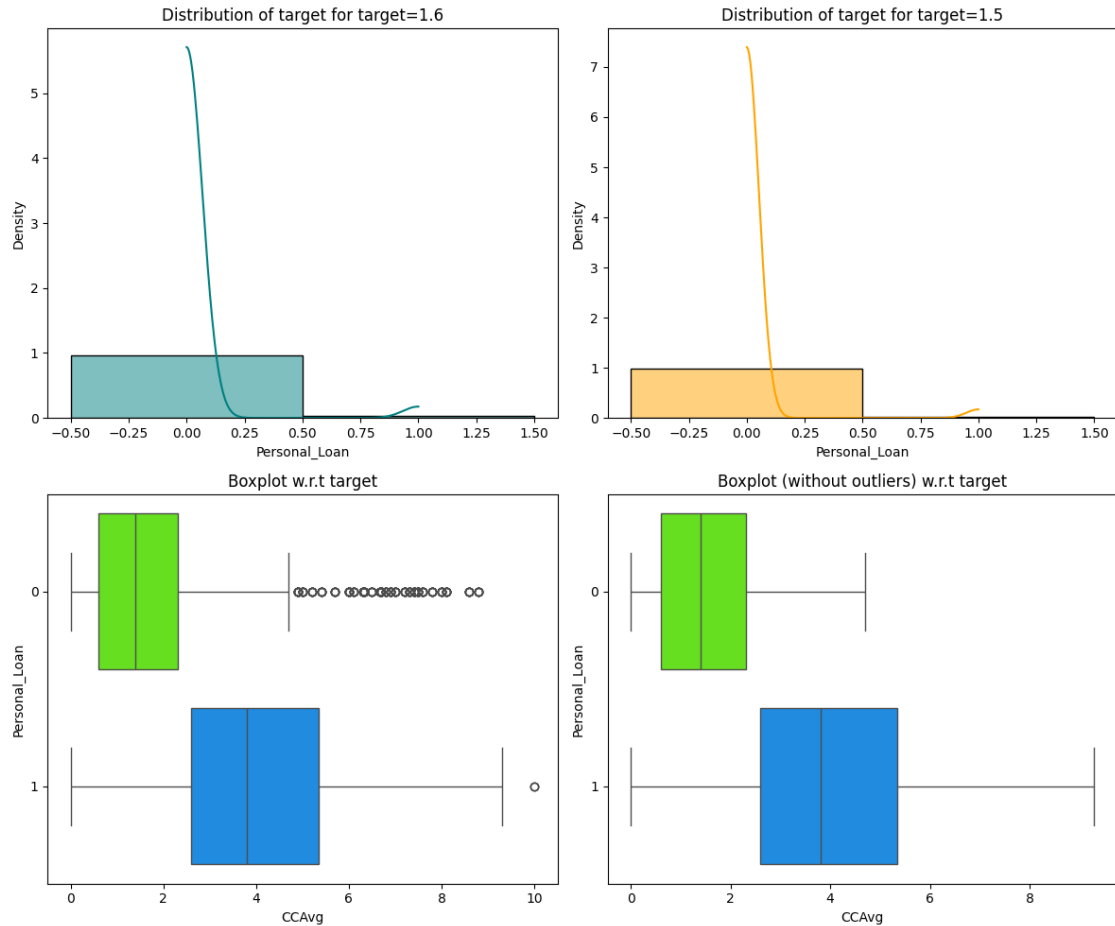 Distribution of target for target=1.6
Density
5
4
3
2
1
0
−0.50 −0.25 0.00 0.25 0.50 0.75 1.00 1.25 1.50
Personal_Loan
Distribution of target for target=1.5
Density
7
6
5
4
3
2
1
0
−0.50 −0.25 0.00 0.25 0.50 0.75 1.00 1.25 1.50
Personal_Loan
Boxplot w.r.t target
Personal_Loan
0
1
0 2 4 6 8 10
CCAvg
Boxplot (without outliers) w.r.t target
Personal_Loan
0
1
0 2 4 6 8
CCAvg